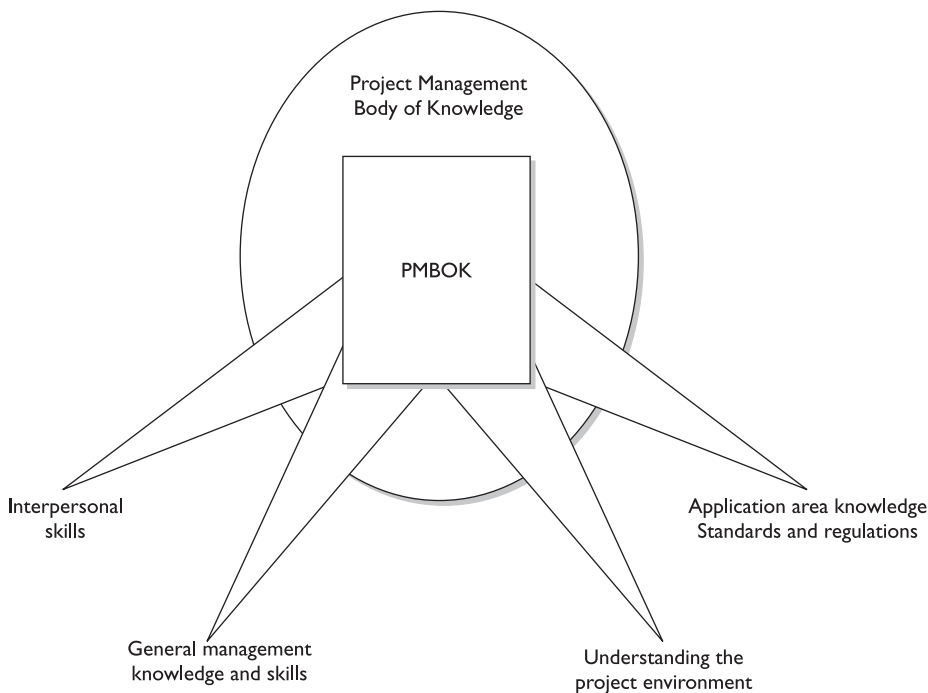 Project Management
Body of Knowledge
PMBOK
Interpersonal
skills
Application area knowledge
Standards and regulations
General management
knowledge and skills
Understanding the
project environment